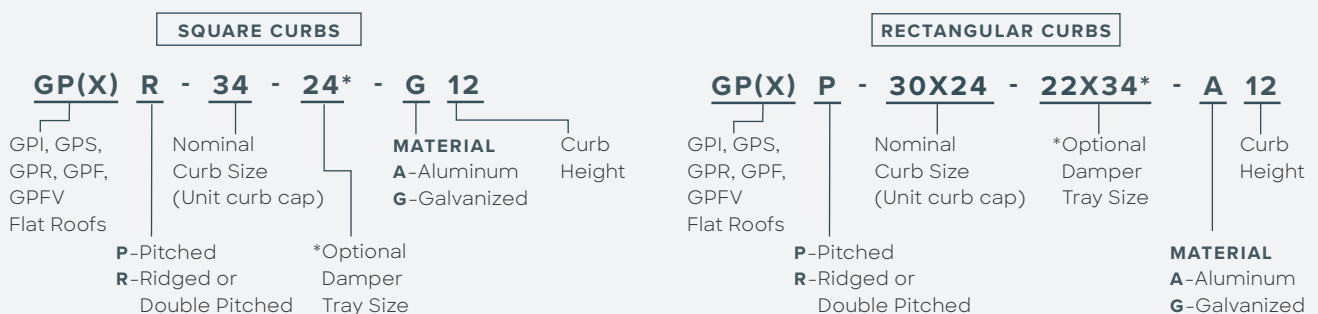 SQUARE CURBS
GP(X) R - 34 - 24* - G 12
GPI, GPS,
GPR, GPF,
GPFV
Flat Roofs
P-Pitched
R-Ridged or
Double Pitched
Nominal
Curb Size
(Unit curb cap)
*Optional
Damper
Tray Size
MATERIAL
A-Aluminum
G-Galvanized
Curb
Height
RECTANGULAR CURBS
GP(X) P - 30X24 - 22X34* - A 12
GPI, GPS,
GPR, GPF,
GPFV
Flat Roofs
P-Pitched
R-Ridged or
Double Pitched
Nominal
Curb Size
(Unit curb cap)
*Optional
Damper
Tray Size
MATERIAL
A-Aluminum
G-Galvanized
Curb
Height